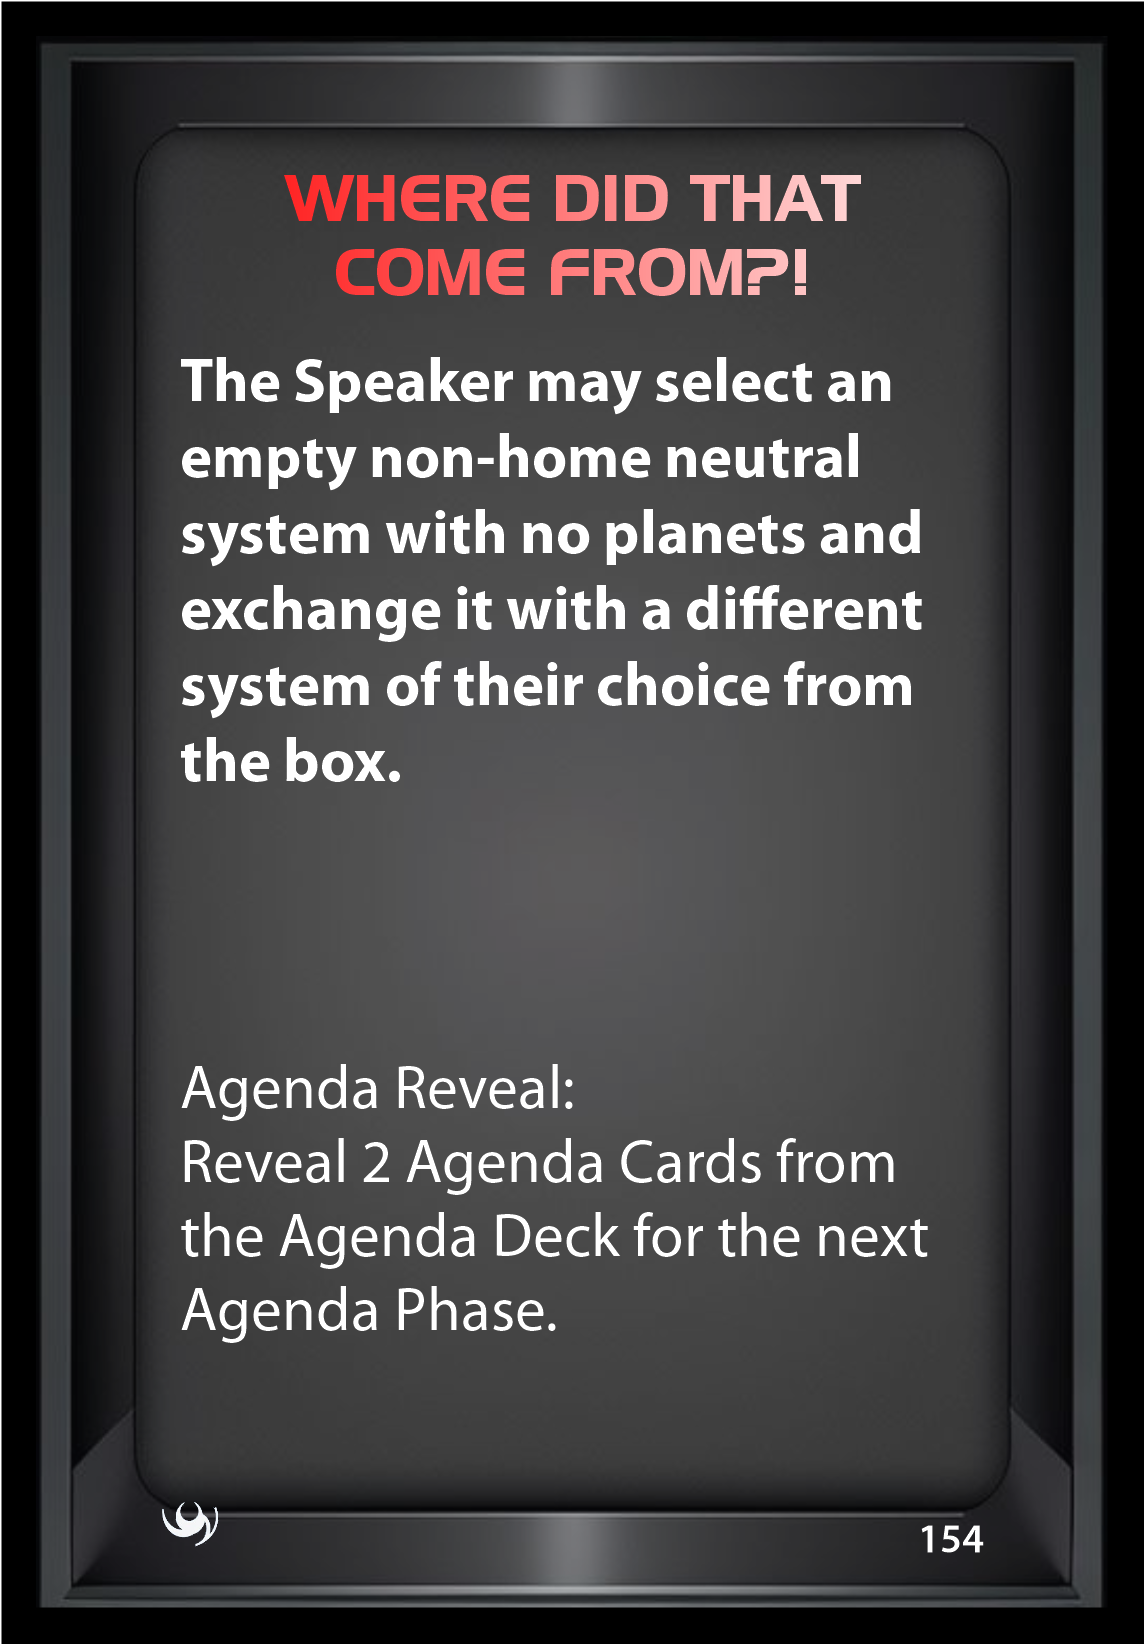 WHERE DID THAT
COME FROM?!
The Speaker may select an
empty non-home neutral
system with no planets and
exchange it with a different
system of their choice from
the box.
Agenda Reveal:
Reveal 2 Agenda Cards from
the Agenda Deck for the next
Agenda Phase.
154